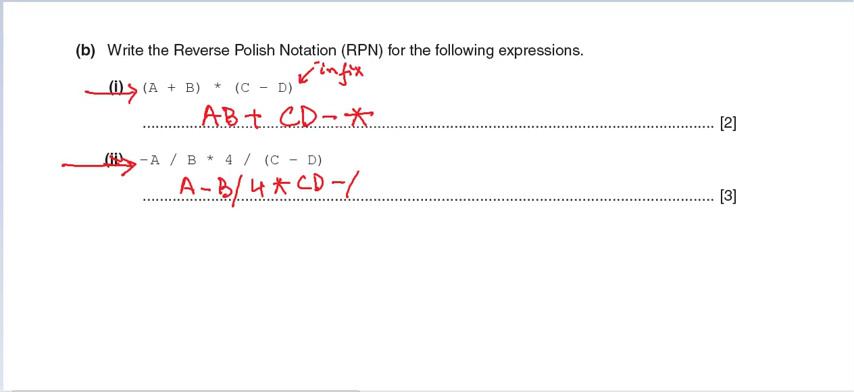 (b) Write the Reverse Polish Notation (RPN) for the following expressions.
infix
(i) (A + B) * (C - D)
AB+ CD-* [2]
(ii) -A / B * 4 / (C - D)
A-B/4*CD-/ [3]